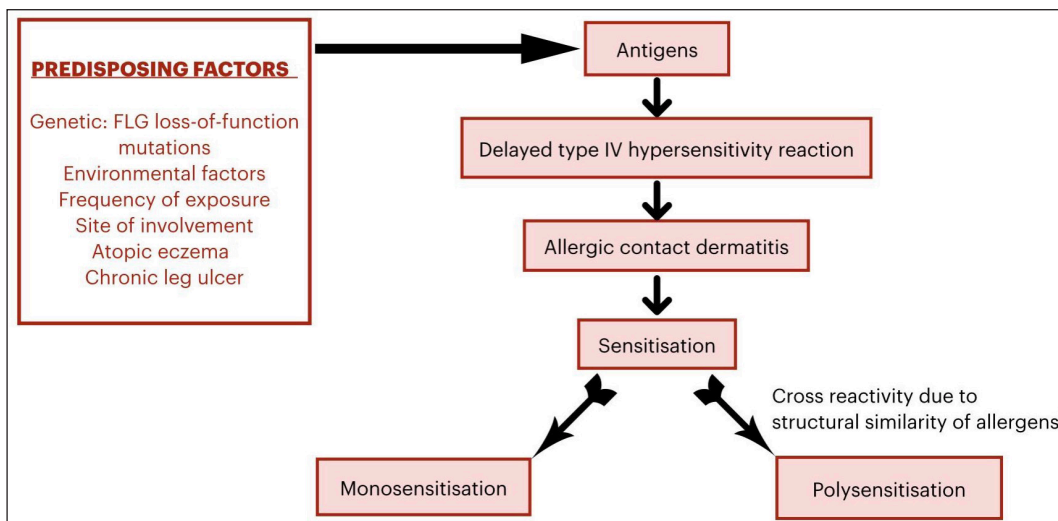 PREDISPOSING FACTORS
Genetic: FLG loss-of-function
mutations
Environmental factors
Frequency of exposure
Site of involvement
Atopic eczema
Chronic leg ulcer
Antigens
Delayed type IV hypersensitivity reaction
Allergic contact dermatitis
Sensitisation
Cross reactivity due to
structural similarity of allergens
Monosensitisation
Polysensitisation